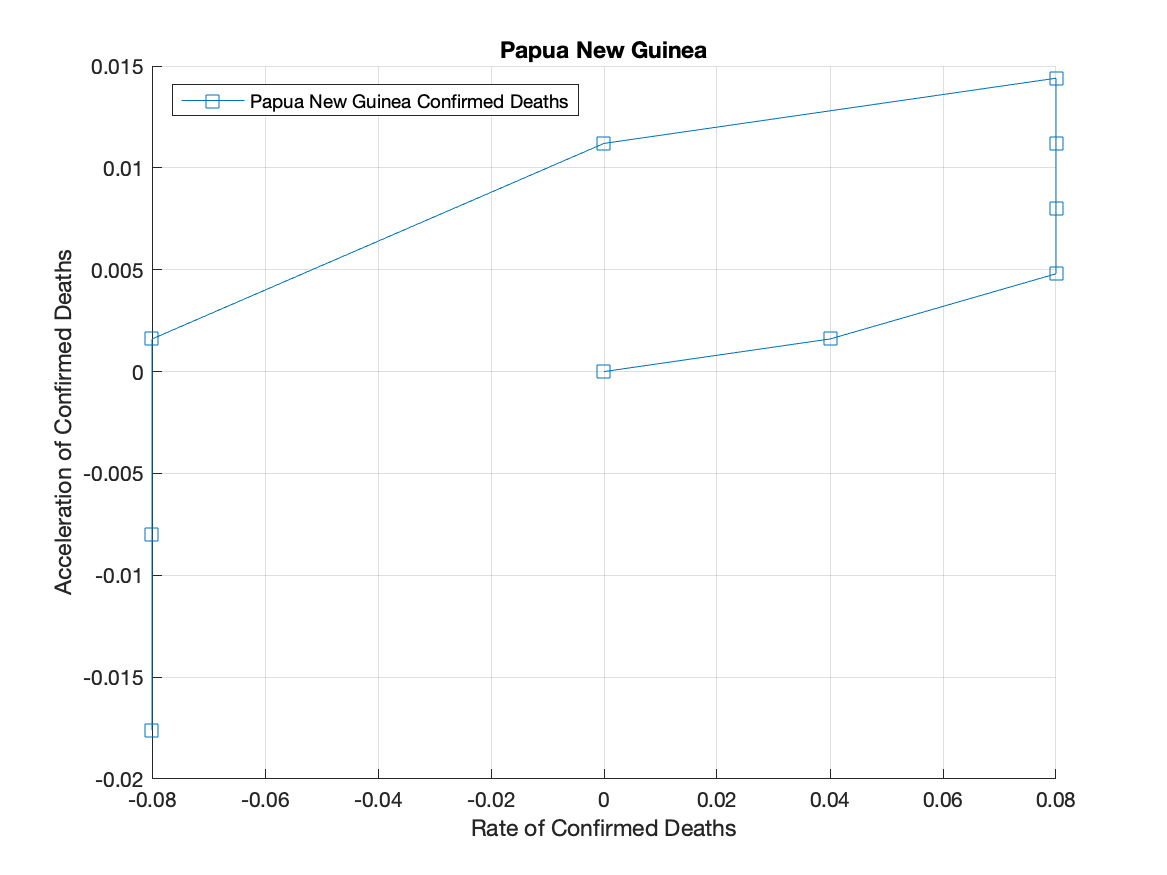 Papua New Guinea
Papua New Guinea Confirmed Deaths
Acceleration of Confirmed Deaths
0.015
0.01
0.005
0
-0.005
-0.01
-0.015
-0.02
-0.08 -0.06 -0.04 -0.02 0 0.02 0.04 0.06 0.08
Rate of Confirmed Deaths